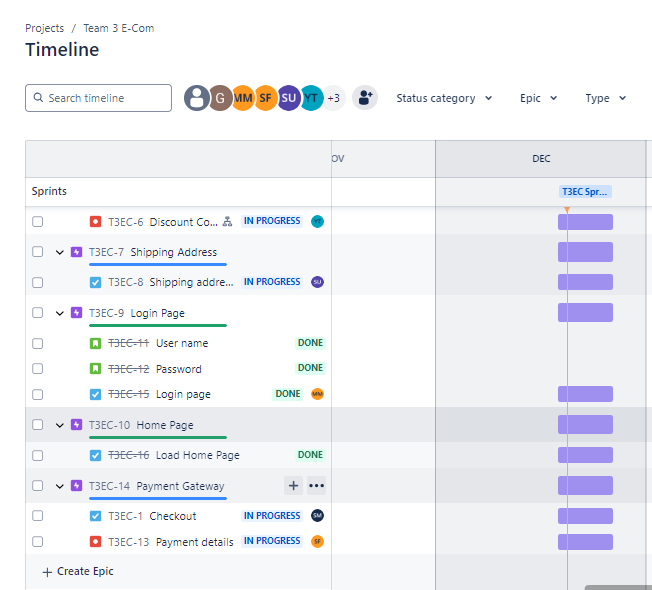 Projects / Team 3 E-Com
Timeline
Search timeline
G MM SF SU YT +3
Status category
Epic
Type
OV
DEC
Sprints
T3EC Spr...
T3EC-6 Discount Co... IN PROGRESS YT
T3EC-7 Shipping Address
T3EC-8 Shipping addre... IN PROGRESS SU
T3EC-9 Login Page
T3EC-11 User name DONE
T3EC-12 Password DONE
T3EC-15 Login page DONE MM
T3EC-10 Home Page
T3EC-16 Load Home Page DONE
T3EC-14 Payment Gateway
T3EC-1 Checkout IN PROGRESS SM
T3EC-13 Payment details IN PROGRESS SF
+ Create Epic